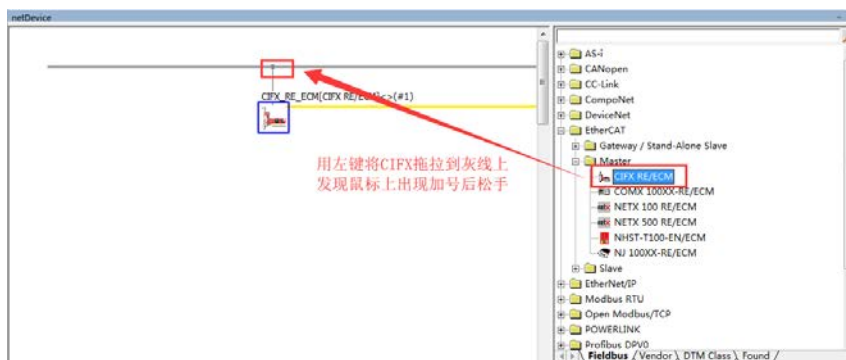 netDevice
CIFX_RE_ECM[CIFX RE/ECM]<>(#1)
用左键将CIFX拖拉到灰线上
发现鼠标上出现加号后松手
AS-i
CANopen
CC-Link
CompoNet
DeviceNet
EtherCAT
Gateway / Stand-Alone Slave
Master
CIFX RE/ECM
COMX 100XX-RE/ECM
NETX 100 RE/ECM
NETX 500 RE/ECM
NHST-T100-EN/ECM
NJ 100XX-RE/ECM
Slave
EtherNet/IP
Modbus RTU
Open Modbus/TCP
POWERLINK
Profibus DPV0
Fieldbus / Vendor \ DTM Class \ Found /